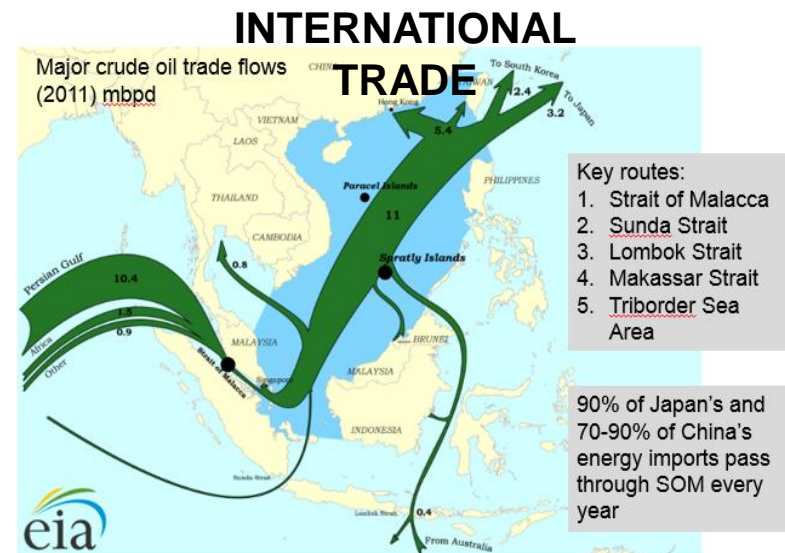 INTERNATIONAL
TRADE
Major crude oil trade flows
(2011) mbpd
CHINA
TAIWAN
To South Korea
2.4
To Japan
3.2
Hong Kong
5.4
VIETNAM
LAOS
Paracel Islands
PHILIPPINES
THAILAND
11
CAMBODIA
Spratly Islands
0.8
Persian Gulf
10.4
1.5
0.9
Africa
Other
MALAYSIA
BRUNEI
Strait of Malacca
Singapore
MALAYSIA
INDONESIA
Sunda Strait
Lombok Strait
0.4
From Australia
eia
Key routes:
1. Strait of Malacca
2. Sunda Strait
3. Lombok Strait
4. Makassar Strait
5. Triborder Sea
Area
90% of Japan's and
70-90% of China's
energy imports pass
through SOM every
year